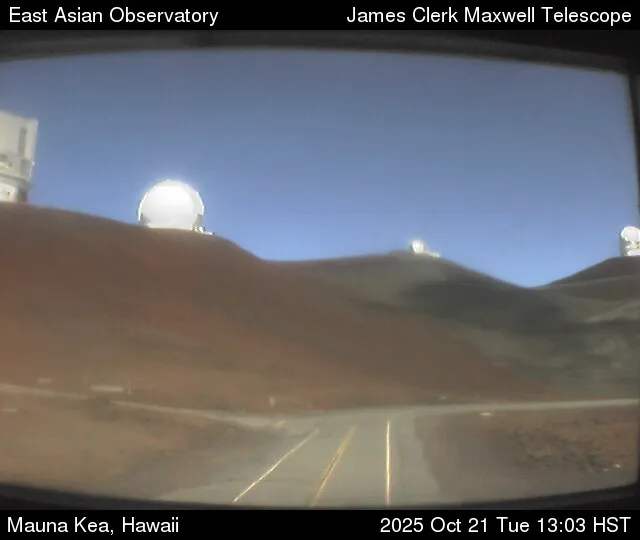 East Asian Observatory
James Clerk Maxwell Telescope
Mauna Kea, Hawaii
2025 Oct 21 Tue 13:03 HST